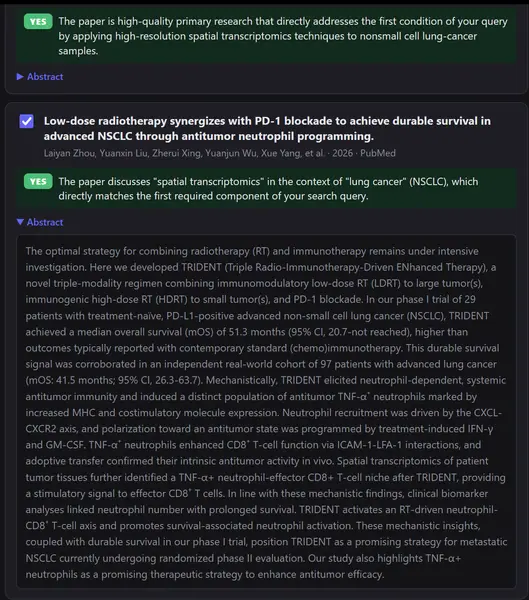 YES The paper is high-quality primary research that directly addresses the first condition of your query
by applying high-resolution spatial transcriptomics techniques to nonsmall cell lung-cancer
samples.
▶ Abstract
Low-dose radiotherapy synergizes with PD-1 blockade to achieve durable survival in
advanced NSCLC through antitumor neutrophil programming.
Laiyan Zhou, Yuanxin Liu, Zherui Xing, Yuanjun Wu, Xue Yang, et al. · 2026 · PubMed
YES The paper discusses "spatial transcriptomics" in the context of "lung cancer" (NSCLC), which
directly matches the first required component of your search query.
▼ Abstract
The optimal strategy for combining radiotherapy (RT) and immunotherapy remains under intensive
investigation. Here we developed TRIDENT (Triple Radio-Immunotherapy-Driven ENhanced Therapy), a
novel triple-modality regimen combining immunomodulatory low-dose RT (LDRT) to large tumor(s),
immunogenic high-dose RT (HDRT) to small tumor(s), and PD-1 blockade. In our phase I trial of 29
patients with treatment-naïve, PD-L1-positive advanced non-small cell lung cancer (NSCLC), TRIDENT
achieved a median overall survival (mOS) of 51.3 months (95% CI, 20.7-not reached), higher than
outcomes typically reported with contemporary standard (chemo)immunotherapy. This durable survival
signal was corroborated in an independent real-world cohort of 97 patients with advanced lung cancer
(mOS: 41.5 months; 95% CI, 26.3-63.7). Mechanistically, TRIDENT elicited neutrophil-dependent, systemic
antitumor immunity and induced a distinct population of antitumor TNF-α⁺ neutrophils marked by
increased MHC and costimulatory molecule expression. Neutrophil recruitment was driven by the CXCL-
CXCR2 axis, and polarization toward an antitumor state was programmed by treatment-induced IFN-γ
and GM-CSF. TNF-α⁺ neutrophils enhanced CD8⁺ T-cell function via ICAM-1-LFA-1 interactions, and
adoptive transfer confirmed their intrinsic antitumor activity in vivo. Spatial transcriptomics of patient
tumor tissues further identified a TNF-α+ neutrophil-effector CD8+ T-cell niche after TRIDENT, providing
a stimulatory signal to effector CD8⁺ T cells. In line with these mechanistic findings, clinical biomarker
analyses linked neutrophil number with prolonged survival. TRIDENT activates an RT-driven neutrophil-
CD8⁺ T-cell axis and promotes survival-associated neutrophil activation. These mechanistic insights,
coupled with durable survival in our phase I trial, position TRIDENT as a promising strategy for metastatic
NSCLC currently undergoing randomized phase II evaluation. Our study also highlights TNF-α+
neutrophils as a promising therapeutic strategy to enhance antitumor efficacy.